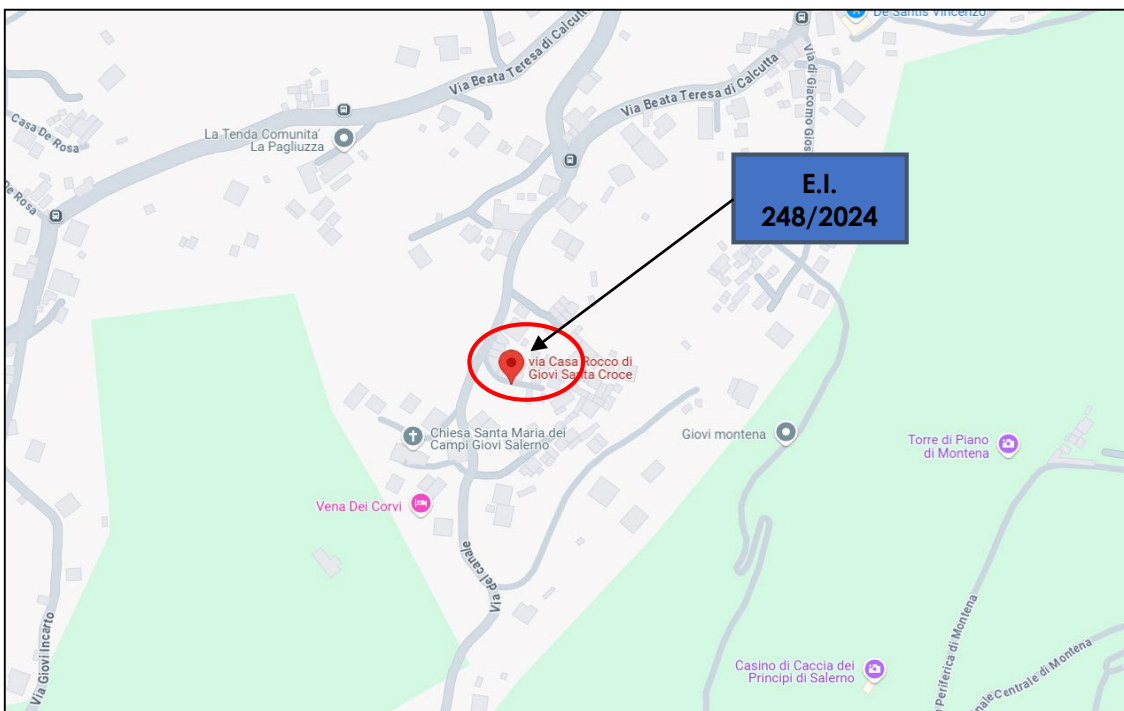 De Santis Vincenzo
Via Beata Teresa di Calcutta
Via Beata Teresa di Calcutta
Via di Giacomo Gios
Casa De Rosa
La Tenda Comunita'
La Pagliuzza
De Rosa
E.I.
248/2024
via Casa Rocco di
Giovi Santa Croce
Chiesa Santa Maria dei
Campi Giovi Salerno
Giovi montena
Torre di Piano
di Montena
Vena Dei Corvi
Via del canale
Via Giovi Incarto
Casino di Caccia dei
Principi di Salerno
Periferica di Montena
Centrale di Montena